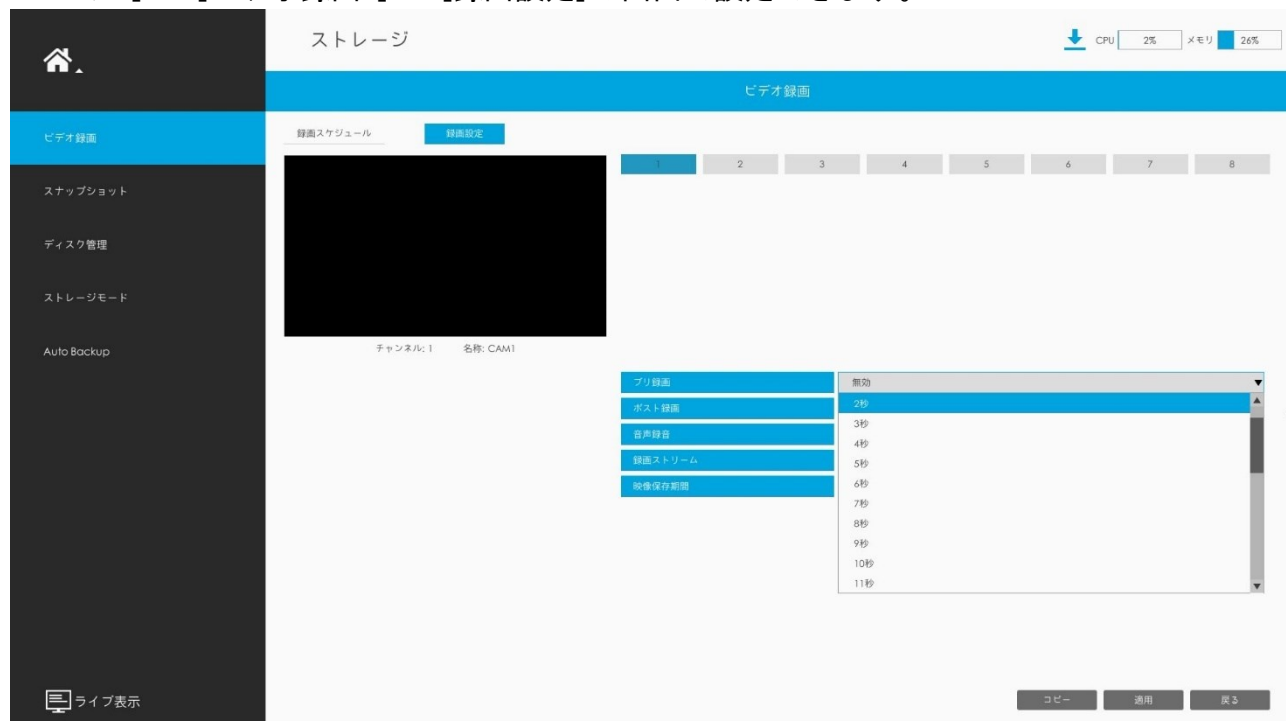 ストレージ
CPU 2% メモリ 26%
ビデオ録画
ビデオ録画
スナップショット
ディスク管理
ストレージモード
Auto Backup
ライブ表示
録画スケジュール 録画設定
1 2 3 4 5 6 7 8
チャンネル: 1 名称: CAM1
プリ録画 無効
ポスト録画
音声録音
録画ストリーム
映像保存期間
2秒
3秒
4秒
5秒
6秒
7秒
8秒
9秒
10秒
11秒
コピー 適用 戻る